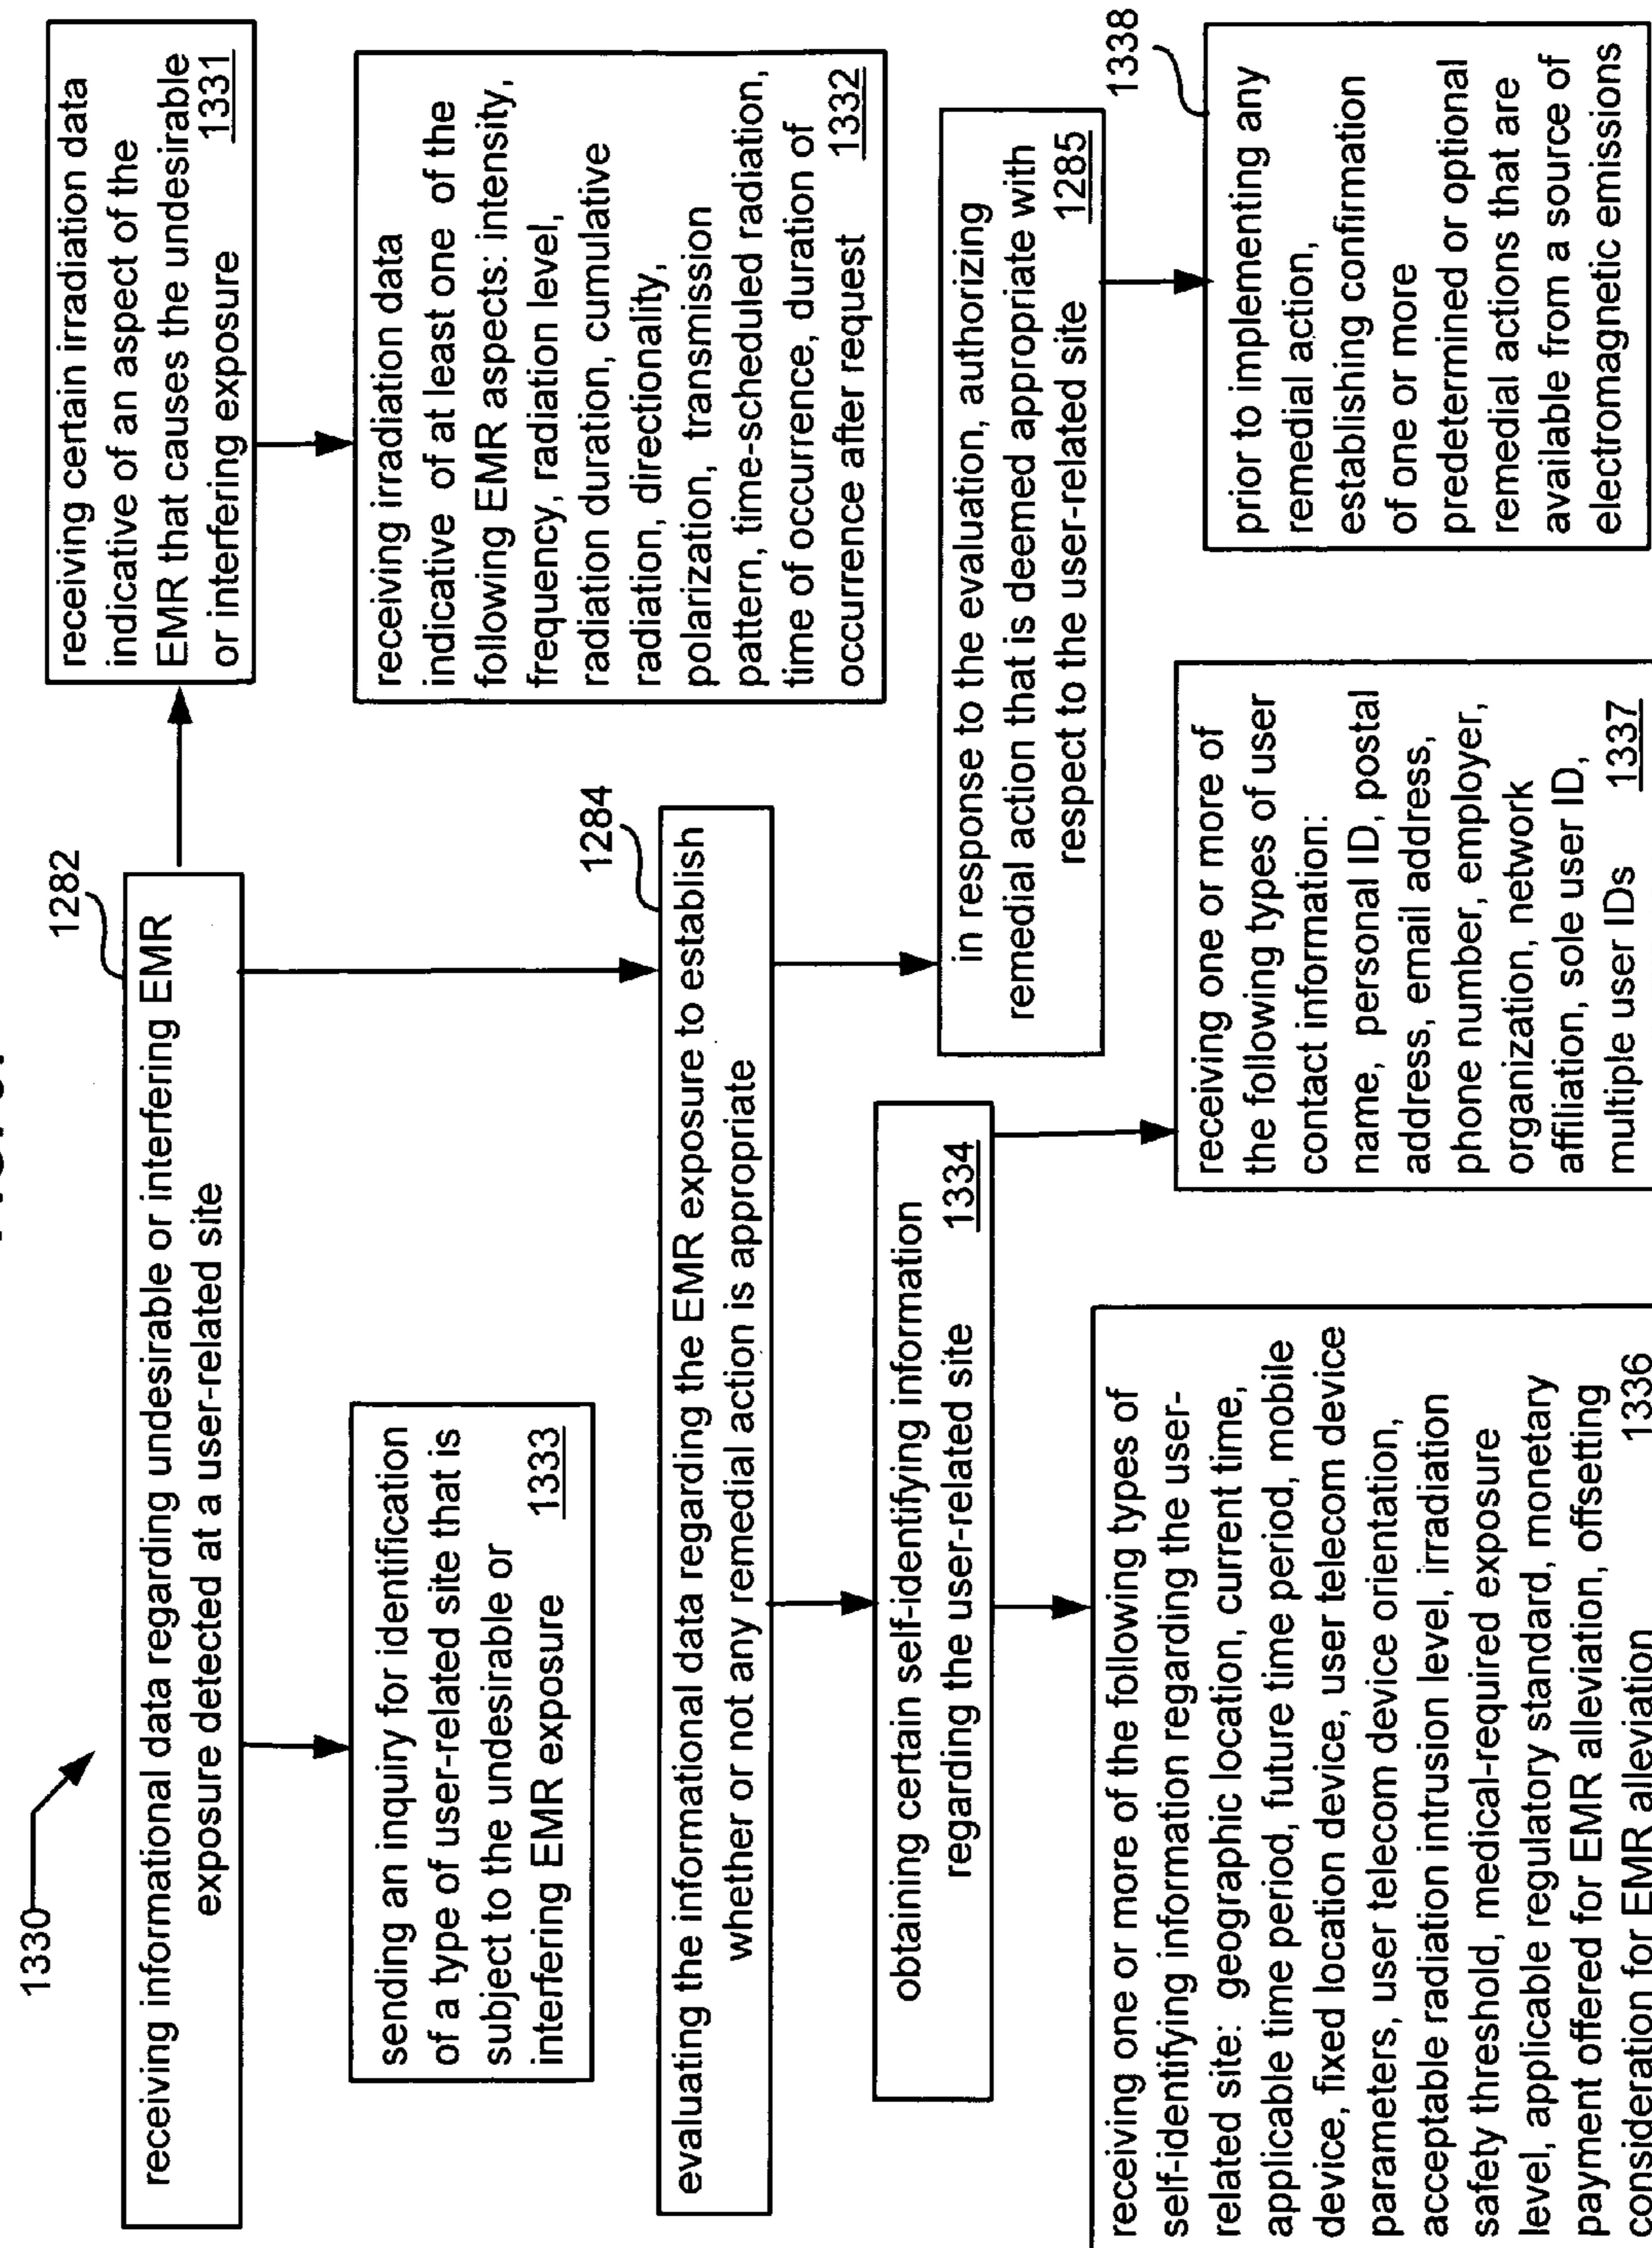 1330
1282
receiving informational data regarding undesirable or interfering EMR
exposure detected at a user-related site
receiving certain irradiation data
indicative of an aspect of the
EMR that causes the undesirable
or interfering exposure 1331
sending an inquiry for identification
of a type of user-related site that is
subject to the undesirable or
interfering EMR exposure 1333
receiving irradiation data
indicative of at least one of the
following EMR aspects: intensity,
frequency, radiation level,
radiation duration, cumulative
radiation, directionality,
polarization, transmission
pattern, time-scheduled radiation,
time of occurrence, duration of
occurrence after request 1332
1284
evaluating the informational data regarding the EMR exposure to establish
whether or not any remedial action is appropriate
obtaining certain self-identifying information
regarding the user-related site 1334
in response to the evaluation, authorizing
remedial action that is deemed appropriate with
respect to the user-related site 1285
receiving one or more of the following types of
self-identifying information regarding the user-
related site: geographic location, current time,
applicable time period, future time period, mobile
device, fixed location device, user telecom device
parameters, user telecom device orientation,
acceptable radiation intrusion level, irradiation
safety threshold, medical-required exposure
level, applicable regulatory standard, monetary
payment offered for EMR alleviation, offsetting
consideration for EMR alleviation 1336
receiving one or more of
the following types of user
contact information:
name, personal ID, postal
address, email address,
phone number, employer,
organization, network
affiliation, sole user ID,
multiple user IDs 1337
1338
prior to implementing any
remedial action,
establishing confirmation
of one or more
predetermined or optional
remedial actions that are
available from a source of
electromagnetic emissions